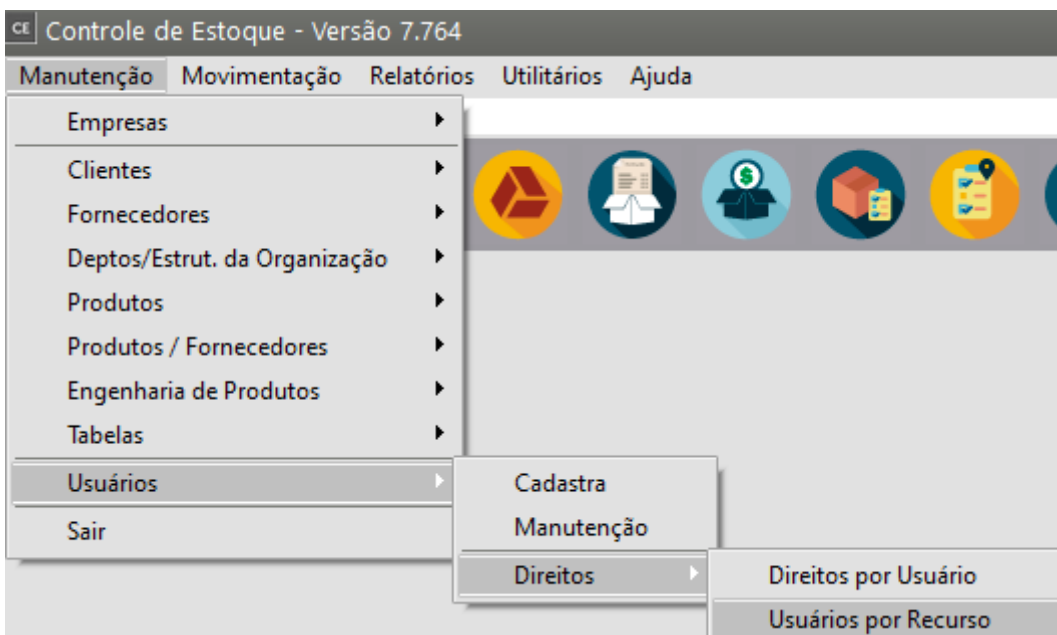 CE Controle de Estoque - Versão 7.764
Manutenção Movimentação Relatórios Utilitários Ajuda
Empresas
Clientes
Fornecedores
Deptos/Estrut. da Organização
Produtos
Produtos / Fornecedores
Engenharia de Produtos
Tabelas
Usuários
Sair
Cadastra
Manutenção
Direitos
Direitos por Usuário
Usuários por Recurso